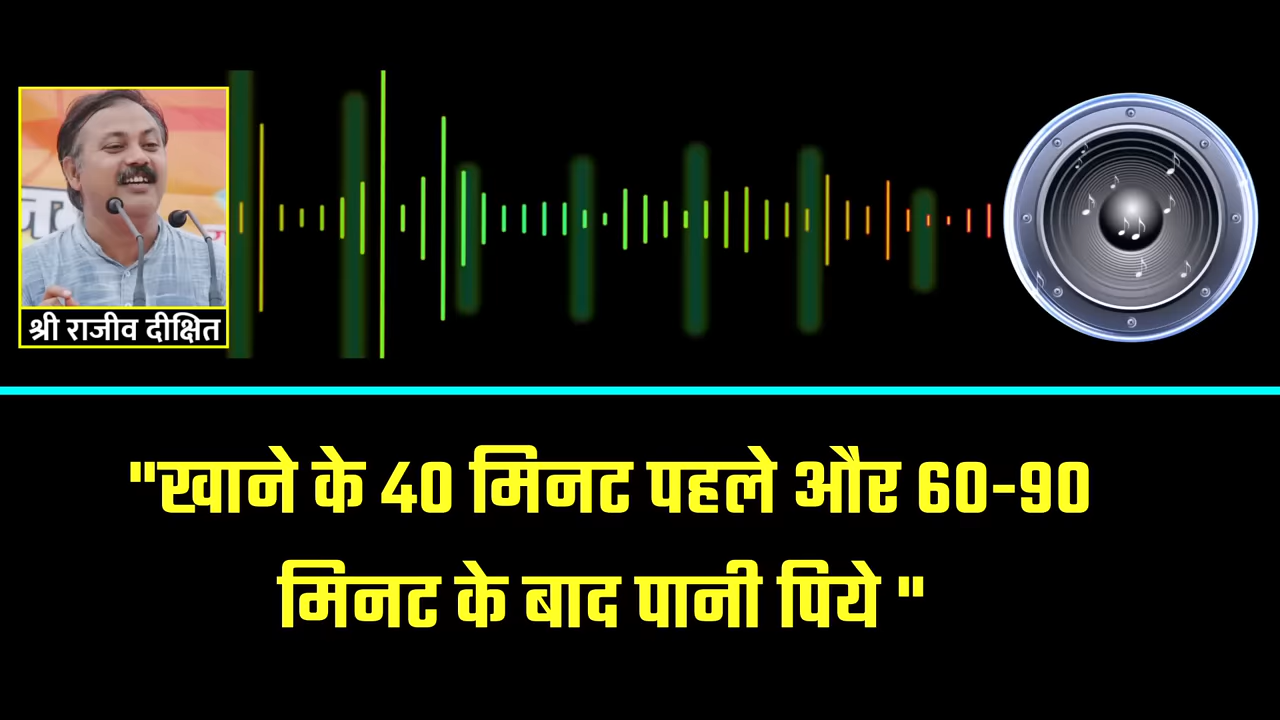 श्री राजीव दीक्षित
"खाने के 40 मिनट पहले और 60-90
मिनट के बाद पानी पिये "